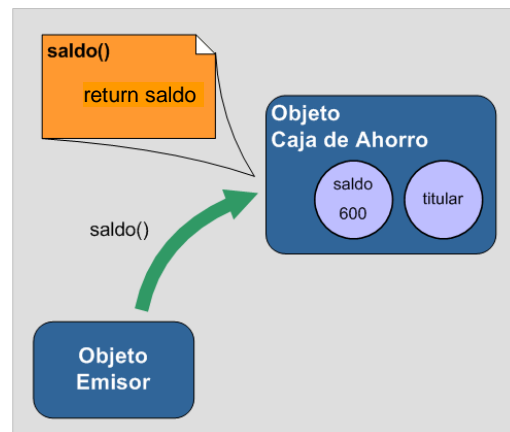 saldo()
return saldo
Objeto
Caja de Ahorro
saldo
600
titular
saldo()
Objeto
Emisor